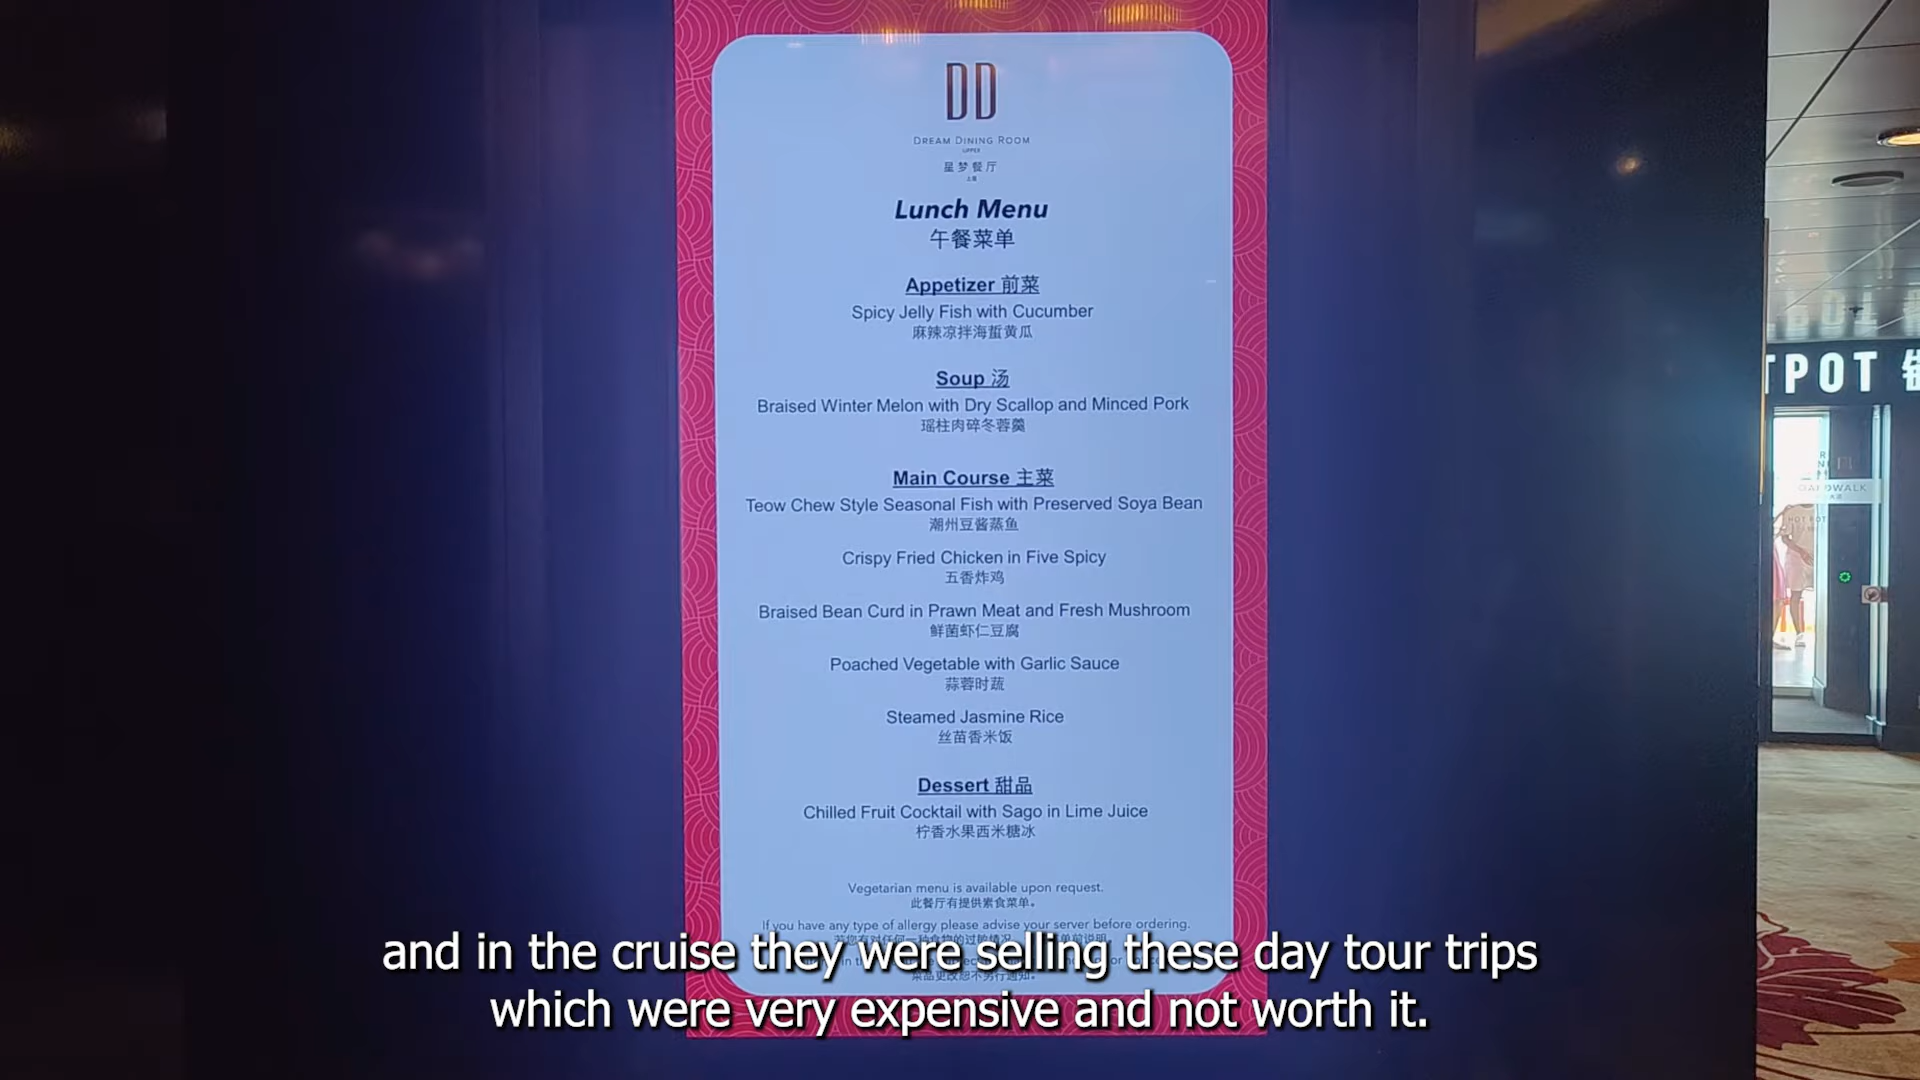 DD
DREAM DINING ROOM
UPPER
星梦餐厅
上层
Lunch Menu
午餐菜单
Appetizer 前菜
Spicy Jelly Fish with Cucumber
麻辣凉拌海蜇黄瓜
Soup 汤
Braised Winter Melon with Dry Scallop and Minced Pork
瑶柱肉碎冬蓉羹
Main Course 主菜
Teow Chew Style Seasonal Fish with Preserved Soya Bean
潮州豆酱蒸鱼
Crispy Fried Chicken in Five Spicy
五香炸鸡
Braised Bean Curd in Prawn Meat and Fresh Mushroom
鲜菌虾仁豆腐
Poached Vegetable with Garlic Sauce
蒜蓉时蔬
Steamed Jasmine Rice
丝苗香米饭
Dessert 甜品
Chilled Fruit Cocktail with Sago in Lime Juice
柠香水果西米糖冰
Vegetarian menu is available upon request.
此餐厅有提供素食菜单。
If you have any type of allergy please advise your server before ordering.
and in the cruise they were selling these day tour trips
which were very expensive and not worth it.
TPOT